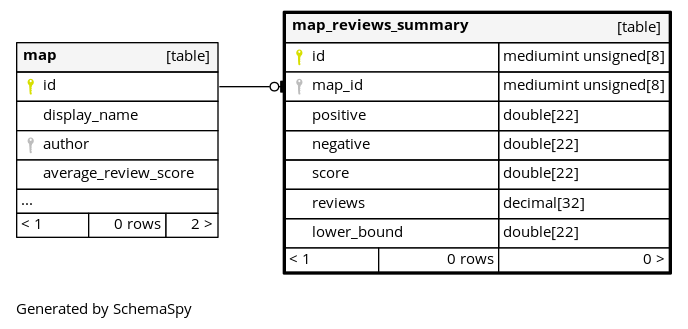 map [table]
id
display_name
author
average_review_score
...
< 1 0 rows 2 >
map_reviews_summary [table]
id mediumint unsigned[8]
map_id mediumint unsigned[8]
positive double[22]
negative double[22]
score double[22]
reviews decimal[32]
lower_bound double[22]
< 1 0 rows 0 >
Generated by SchemaSpy